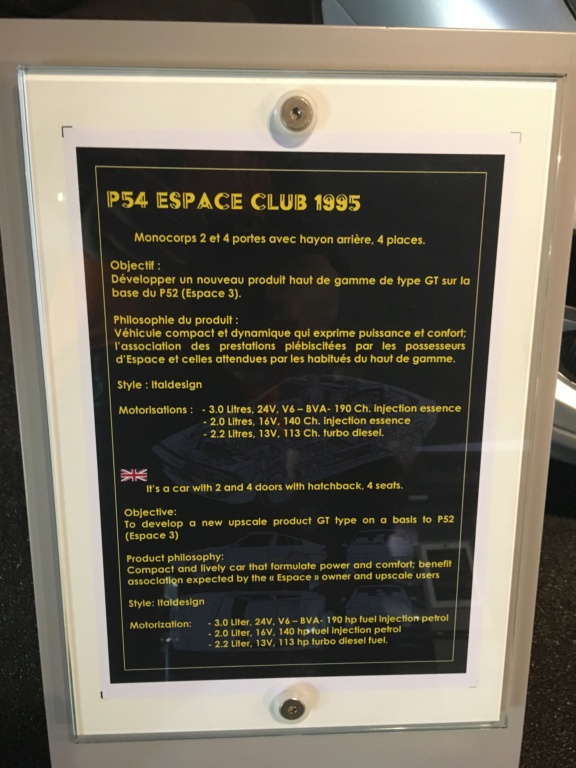 P54 ESPACE CLUB 1995
Monocorps 2 et 4 portes avec hayon arrière, 4 places.
Objectif :
Développer un nouveau produit haut de gamme de type GT sur la
base du P52 (Espace 3).
Philosophie du produit :
Véhicule compact et dynamique qui exprime puissance et confort;
l'association des prestations plébiscitées par les possesseurs
d'Espace et celles attendues par les habitués du haut de gamme.
Style : Italdesign
Motorisations : - 3.0 Litres, 24V, V6 – BVA- 190 Ch. injection essence
- 2.0 Litres, 16V, 140 Ch. injection essence
- 2.2 Litres, 13V, 113 Ch. turbo diesel.
It's a car with 2 and 4 doors with hatchback, 4 seats.
Objective:
To develop a new upscale product GT type on a basis to P52
(Espace 3)
Product philosophy:
Compact and lively car that formulate power and comfort; benefit
association expected by the « Espace » owner and upscale users
Style: Italdesign
Motorization: - 3.0 Liter, 24V, V6 – BVA- 190 hp fuel injection petrol
- 2.0 Liter, 16V, 140 hp fuel injection petrol
- 2.2 Liter, 13V, 113 hp turbo diesel fuel.